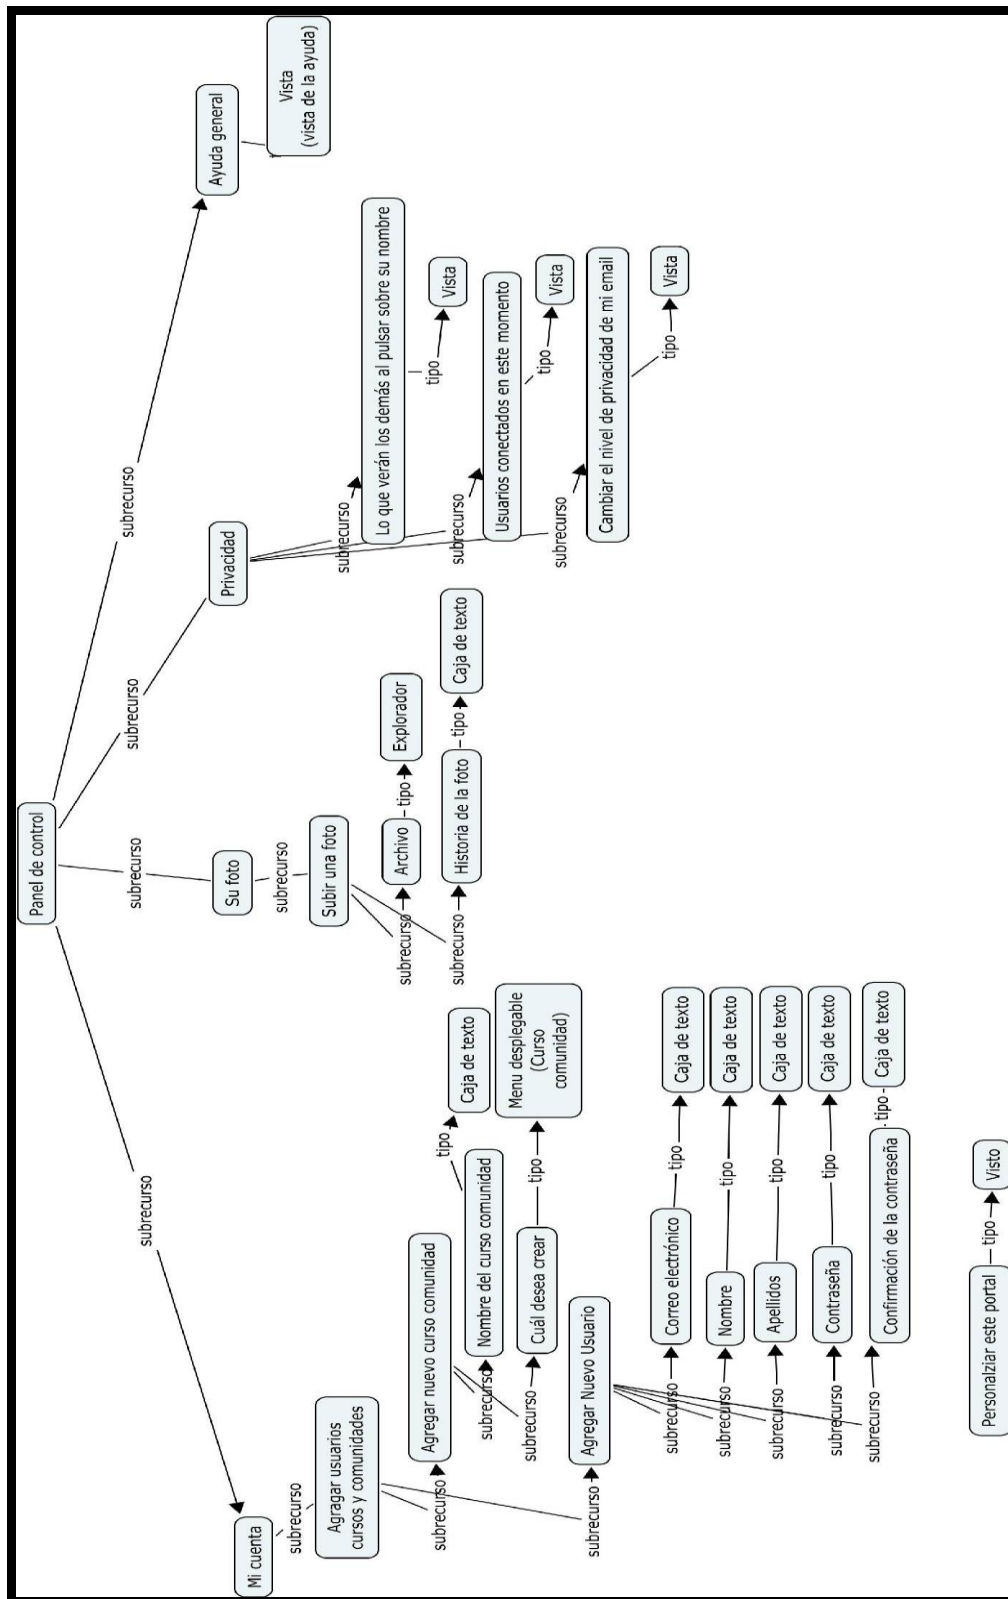 Panel de control
subrecurso
subrecurso
subrecurso
subrecurso
Mi cuenta
subrecurso
Agragar usuarios
cursos y comunidades
subrecurso
Agregar nuevo curso comunidad
subrecurso
Nombre del curso comunidad
tipo
Caja de texto
subrecurso
Cuál desea crear
tipo
Menu desplegable
(Curso
comunidad)
subrecurso
Agregar Nuevo Usuario
subrecurso
Correo electrónico
tipo
Caja de texto
subrecurso
Nombre
tipo
Caja de texto
subrecurso
Apellidos
tipo
Caja de texto
subrecurso
Contraseña
tipo
Caja de texto
subrecurso
Confirmación de la contraseña
tipo
Caja de texto
Personalziar este portal
tipo
Visto
Su foto
subrecurso
Subir una foto
subrecurso
Archivo
tipo
Explorador
subrecurso
Historia de la foto
tipo
Caja de texto
Privacidad
subrecurso
Lo que verán los demás al pulsar sobre su nombre
tipo
Vista
subrecurso
Usuarios conectados en este momento
tipo
Vista
subrecurso
Cambiar el nivel de privacidad de mi email
tipo
Vista
Ayuda general
Vista
(vista de la ayuda)